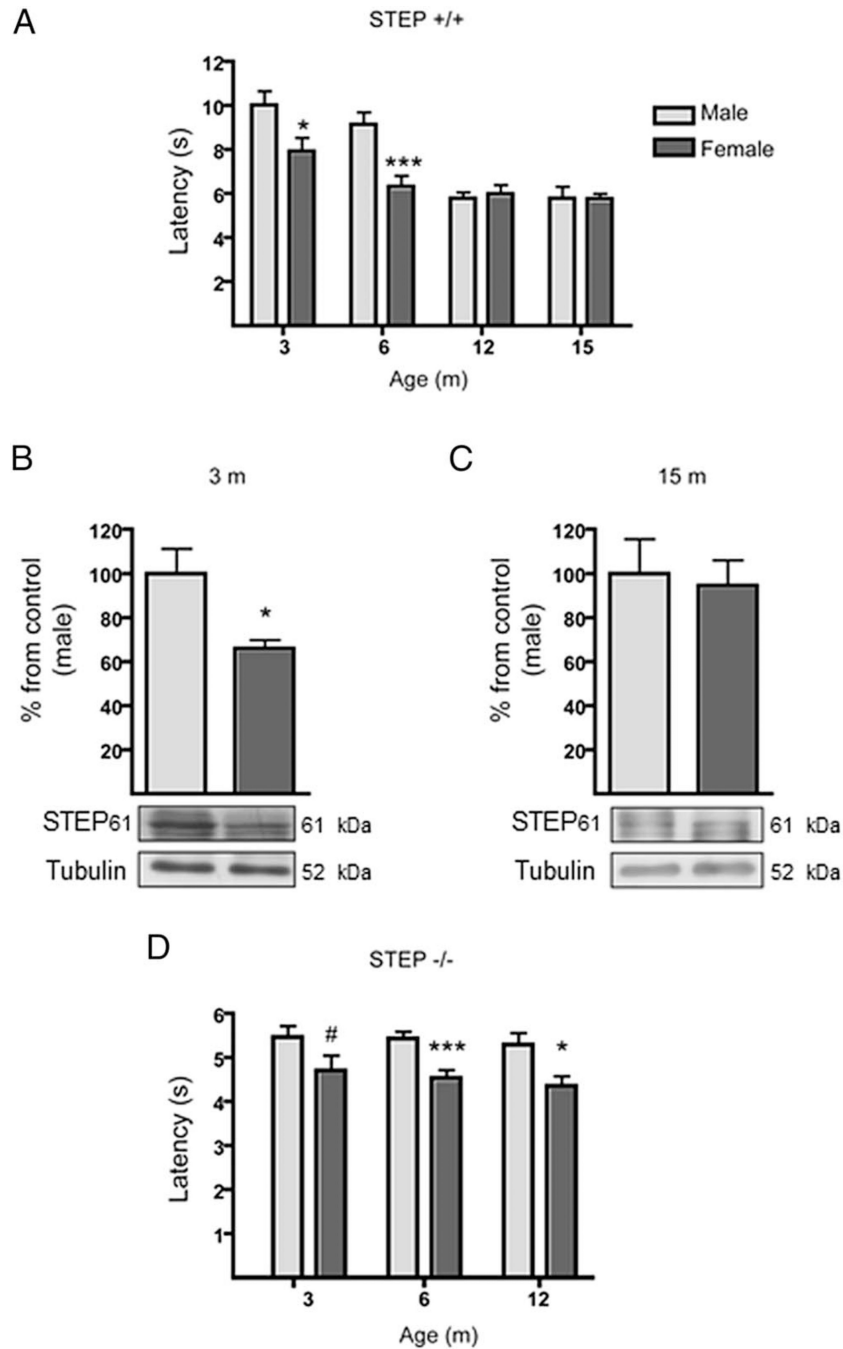 A
STEP +/+
12
10
8
6
4
2
Latency (s)
*
***
Male
Female
3 6 12 15
Age (m)
B
3 m
120
100
80
60
40
20
% from control
(male)
*
STEP61 61 kDa
Tubulin 52 kDa
C
15 m
120
100
80
60
40
20
% from control
(male)
STEP61 61 kDa
Tubulin 52 kDa
D
STEP -/-
6
5
4
3
2
1
Latency (s)
#
***
*
3 6 12
Age (m)